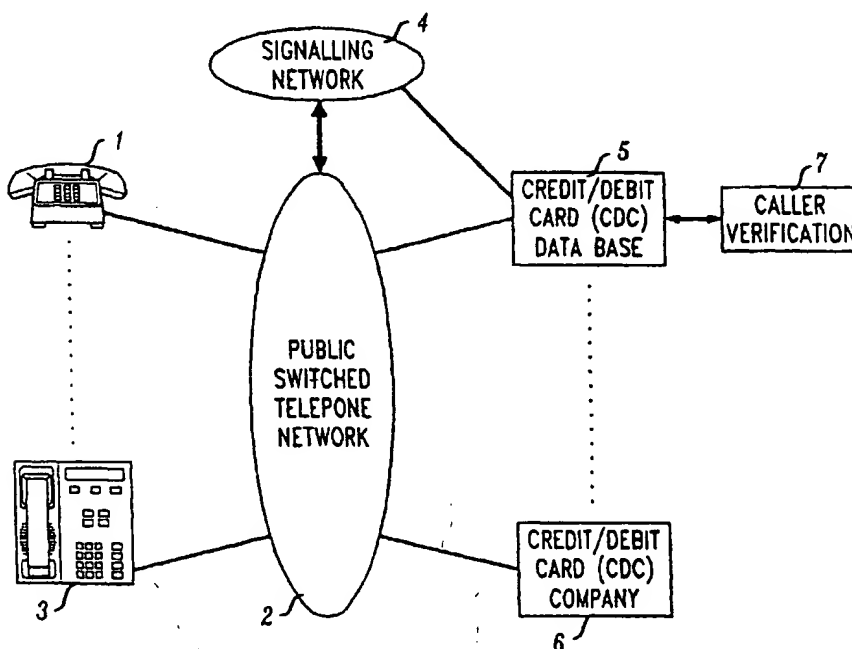 4
SIGNALLING
NETWORK
1
5
CREDIT/DEBIT
CARD (CDC)
DATA BASE
7
CALLER
VERIFICATION
PUBLIC
SWITCHED
TELEPONE
NETWORK
3
2
CREDIT/DEBIT
CARD (CDC)
COMPANY
6